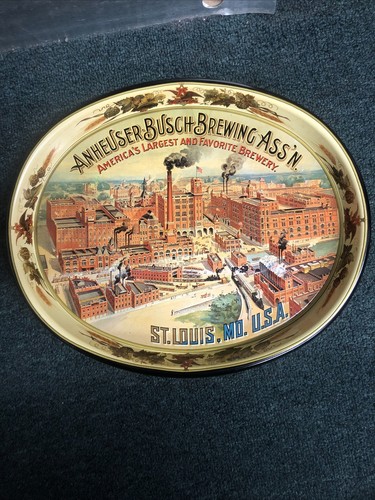 ANHEUSER-BUSCH BREWING ASS'N
AMERICA'S LARGEST AND FAVORITE BREWERY.
ST. LOUIS, MO. U.S.A.